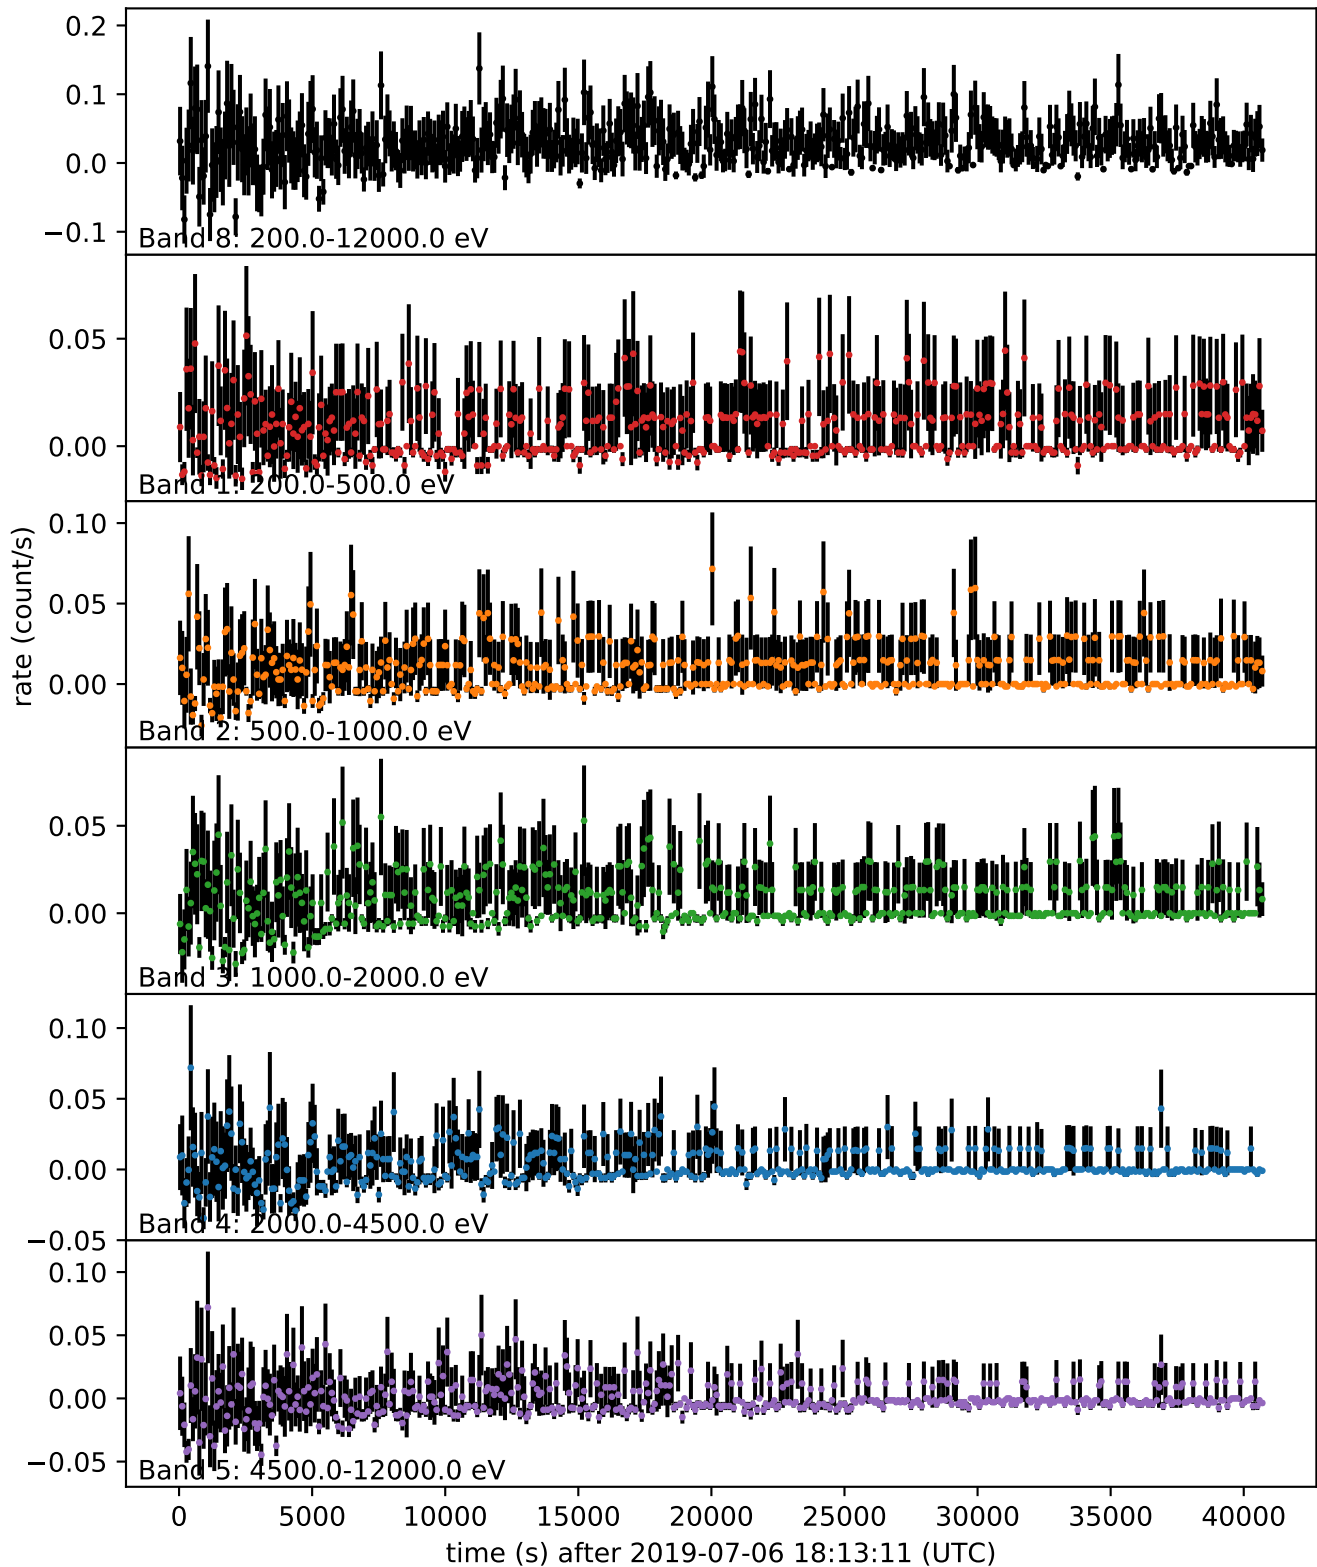 0.2
0.1
0.0
−0.1
Band 8: 200.0-12000.0 eV
0.05
0.00
Band 1: 200.0-500.0 eV
rate (count/s)
0.10
0.05
0.00
Band 2: 500.0-1000.0 eV
0.05
0.00
Band 3: 1000.0-2000.0 eV
0.10
0.05
0.00
−0.05
Band 4: 2000.0-4500.0 eV
0.10
0.05
0.00
−0.05
Band 5: 4500.0-12000.0 eV
0 5000 10000 15000 20000 25000 30000 35000 40000
time (s) after 2019-07-06 18:13:11 (UTC)